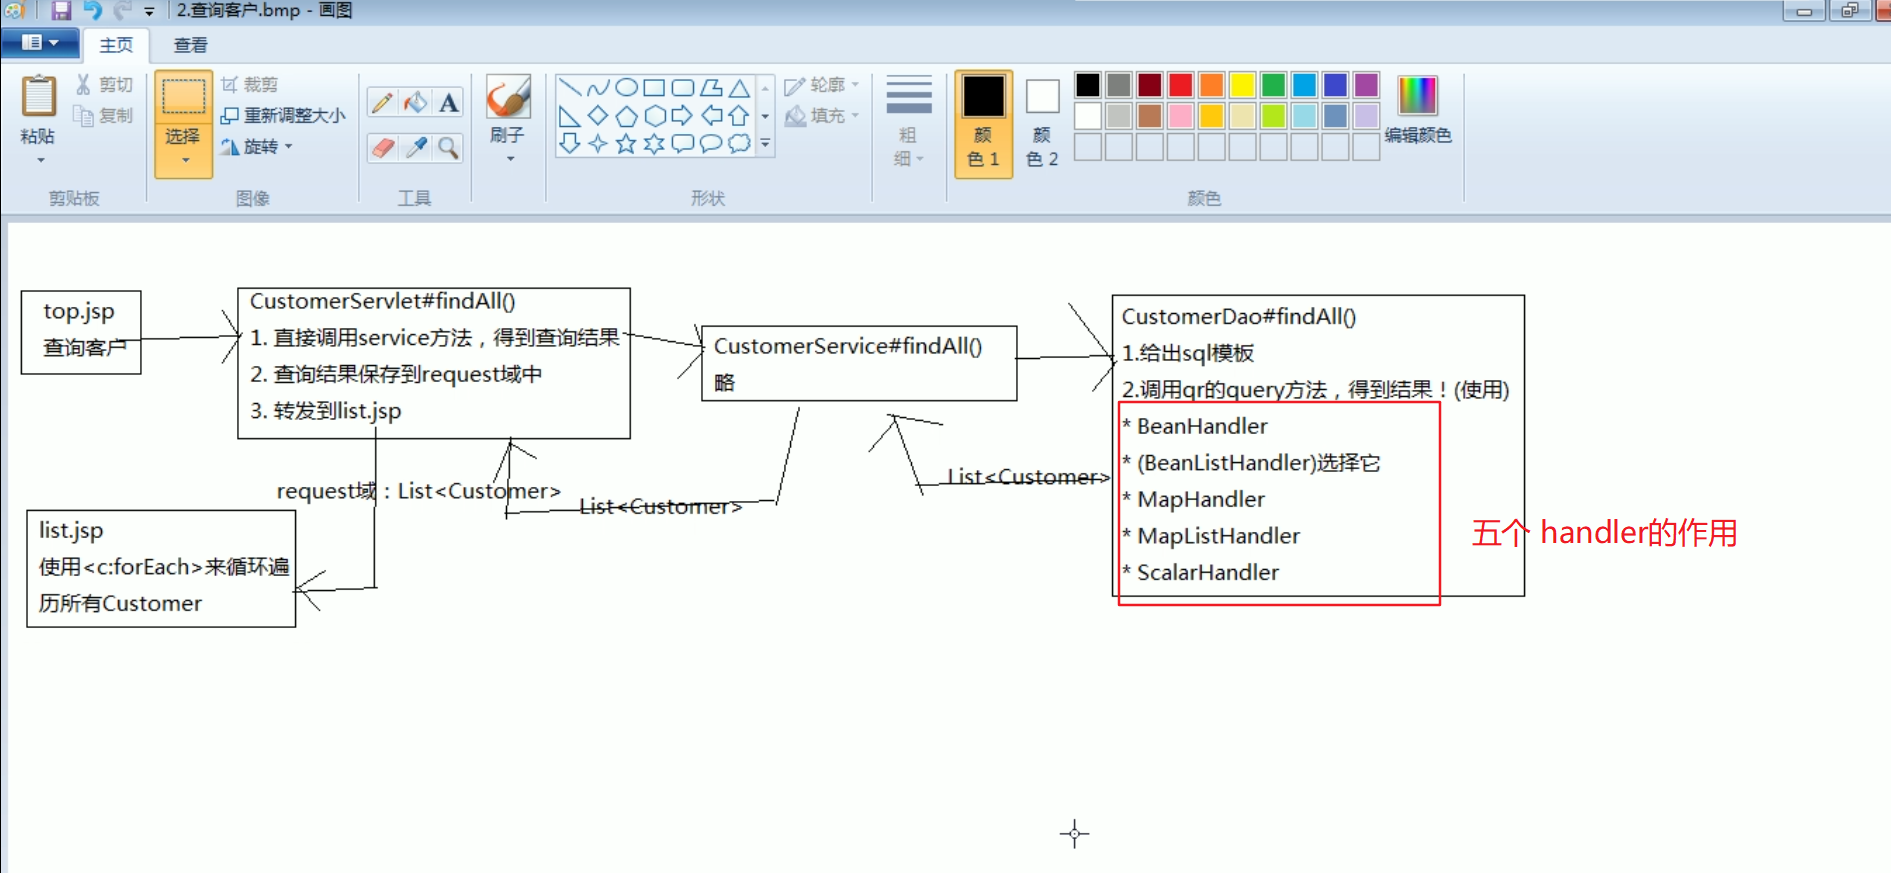 2.查询客户.bmp - 画图
主页
查看
粘贴
剪切
复制
剪贴板
选择
裁剪
重新调整大小
旋转
图像
A
工具
刷子
形状
轮廓
填充
粗
细
颜
色 1
颜
色 2
编辑颜色
颜色
top.jsp
查询客户
CustomerServlet#findAll()
1. 直接调用service方法，得到查询结果
2. 查询结果保存到request域中
3. 转发到list.jsp
CustomerService#findAll()
略
CustomerDao#findAll()
1.给出sql模板
2.调用qr的query方法，得到结果！(使用)
* BeanHandler
* (BeanListHandler)选择它
* MapHandler
* MapListHandler
* ScalarHandler
五个 handler的作用
List<Customer>
List<Customer>
request域：List<Customer>
list.jsp
使用<c:forEach>来循环遍
历所有Customer